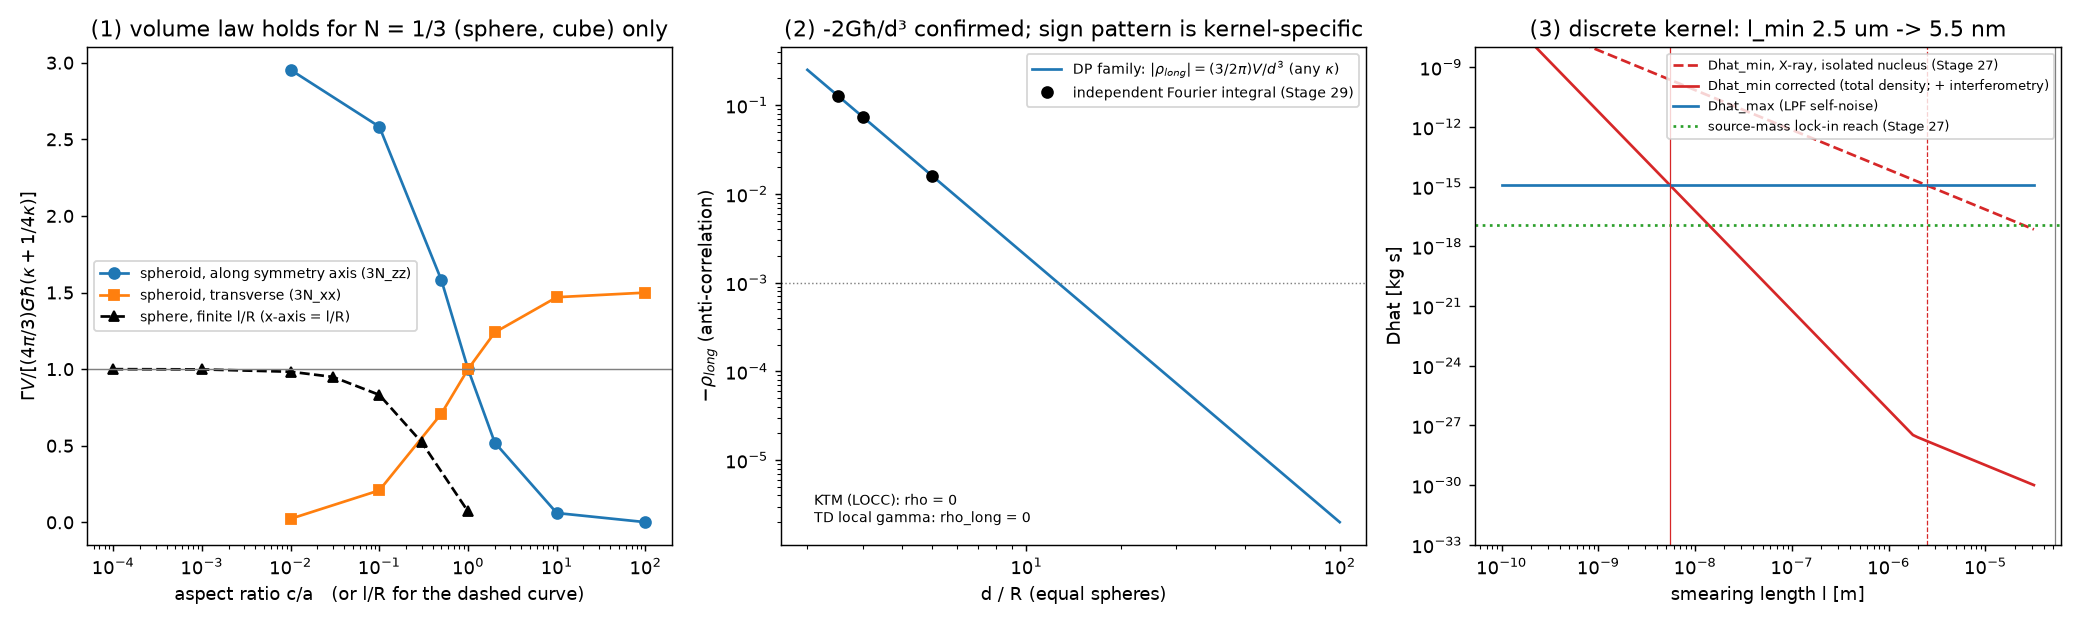 (1) volume law holds for N = 1/3 (sphere, cube) only
ΓV/[(4π/3)Għ(κ + 1/4κ)]
3.0
2.5
2.0
1.5
1.0
0.5
0.0
spheroid, along symmetry axis (3N_zz)
spheroid, transverse (3N_xx)
sphere, finite l/R (x-axis = l/R)
10⁻⁴ 10⁻³ 10⁻² 10⁻¹ 10⁰ 10¹ 10²
aspect ratio c/a (or l/R for the dashed curve)
(2) -2Għ/d³ confirmed; sign pattern is kernel-specific
−ρ_long (anti-correlation)
10⁻¹
10⁻²
10⁻³
10⁻⁴
10⁻⁵
DP family: |ρ_long| = (3/2π)V/d³ (any κ)
independent Fourier integral (Stage 29)
KTM (LOCC): rho = 0
TD local gamma: rho_long = 0
10¹ 10²
d / R (equal spheres)
(3) discrete kernel: l_min 2.5 um -> 5.5 nm
Dhat [kg s]
10⁻⁹
10⁻¹²
10⁻¹⁵
10⁻¹⁸
10⁻²¹
10⁻²⁴
10⁻²⁷
10⁻³⁰
10⁻³³
Dhat_min, X-ray, isolated nucleus (Stage 27)
Dhat_min corrected (total density; + interferometry)
Dhat_max (LPF self-noise)
source-mass lock-in reach (Stage 27)
10⁻¹⁰ 10⁻⁹ 10⁻⁸ 10⁻⁷ 10⁻⁶ 10⁻⁵
smearing length l [m]